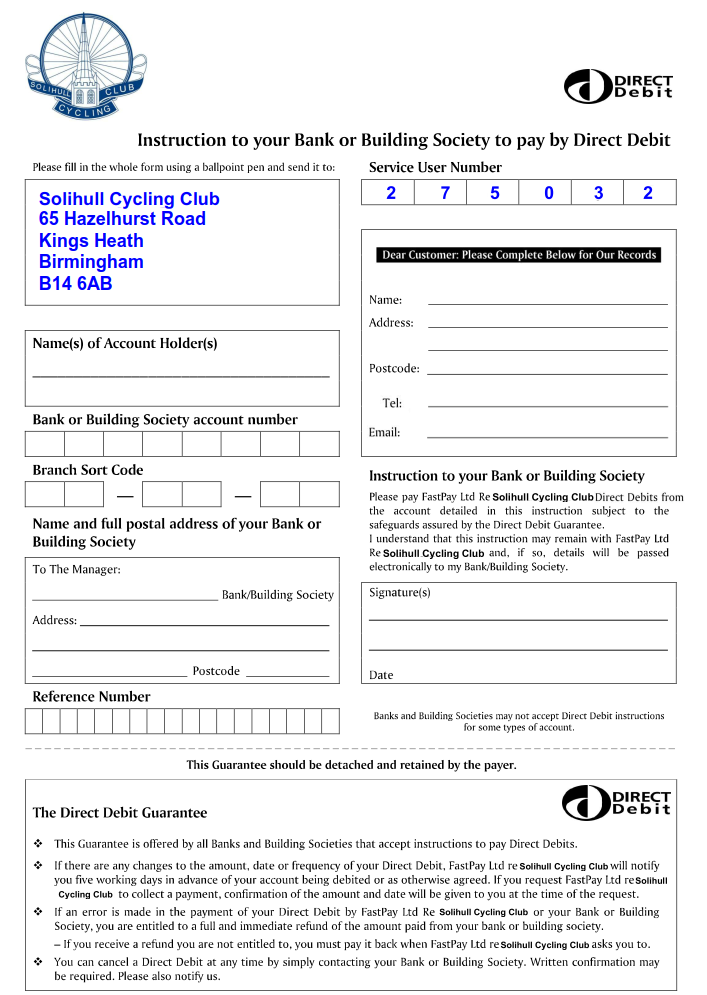 SOLIHULL CYCLING CLUB
DIRECT
Debit
Instruction to your Bank or Building Society to pay by Direct Debit
Please fill in the whole form using a ballpoint pen and send it to:
Solihull Cycling Club
65 Hazelhurst Road
Kings Heath
Birmingham
B14 6AB
Name(s) of Account Holder(s)
Bank or Building Society account number
Branch Sort Code
Name and full postal address of your Bank or
Building Society
To The Manager:
Bank/Building Society
Address:
Postcode
Reference Number
Service User Number
2 7 5 0 3 2
Dear Customer: Please Complete Below for Our Records
Name:
Address:
Postcode:
Tel:
Email:
Instruction to your Bank or Building Society
Please pay FastPay Ltd Re Solihull Cycling Club Direct Debits from
the account detailed in this instruction subject to the
safeguards assured by the Direct Debit Guarantee.
I understand that this instruction may remain with FastPay Ltd
Re Solihull Cycling Club and, if so, details will be passed
electronically to my Bank/Building Society.
Signature(s)
Date
Banks and Building Societies may not accept Direct Debit instructions
for some types of account.
This Guarantee should be detached and retained by the payer.
DIRECT
Debit
The Direct Debit Guarantee
❖ This Guarantee is offered by all Banks and Building Societies that accept instructions to pay Direct Debits.
❖ If there are any changes to the amount, date or frequency of your Direct Debit, FastPay Ltd re Solihull Cycling Club will notify
you five working days in advance of your account being debited or as otherwise agreed. If you request FastPay Ltd re Solihull
Cycling Club to collect a payment, confirmation of the amount and date will be given to you at the time of the request.
❖ If an error is made in the payment of your Direct Debit by FastPay Ltd Re Solihull Cycling Club or your Bank or Building
Society, you are entitled to a full and immediate refund of the amount paid from your bank or building society.
– If you receive a refund you are not entitled to, you must pay it back when FastPay Ltd re Solihull Cycling Club asks you to.
❖ You can cancel a Direct Debit at any time by simply contacting your Bank or Building Society. Written confirmation may
be required. Please also notify us.